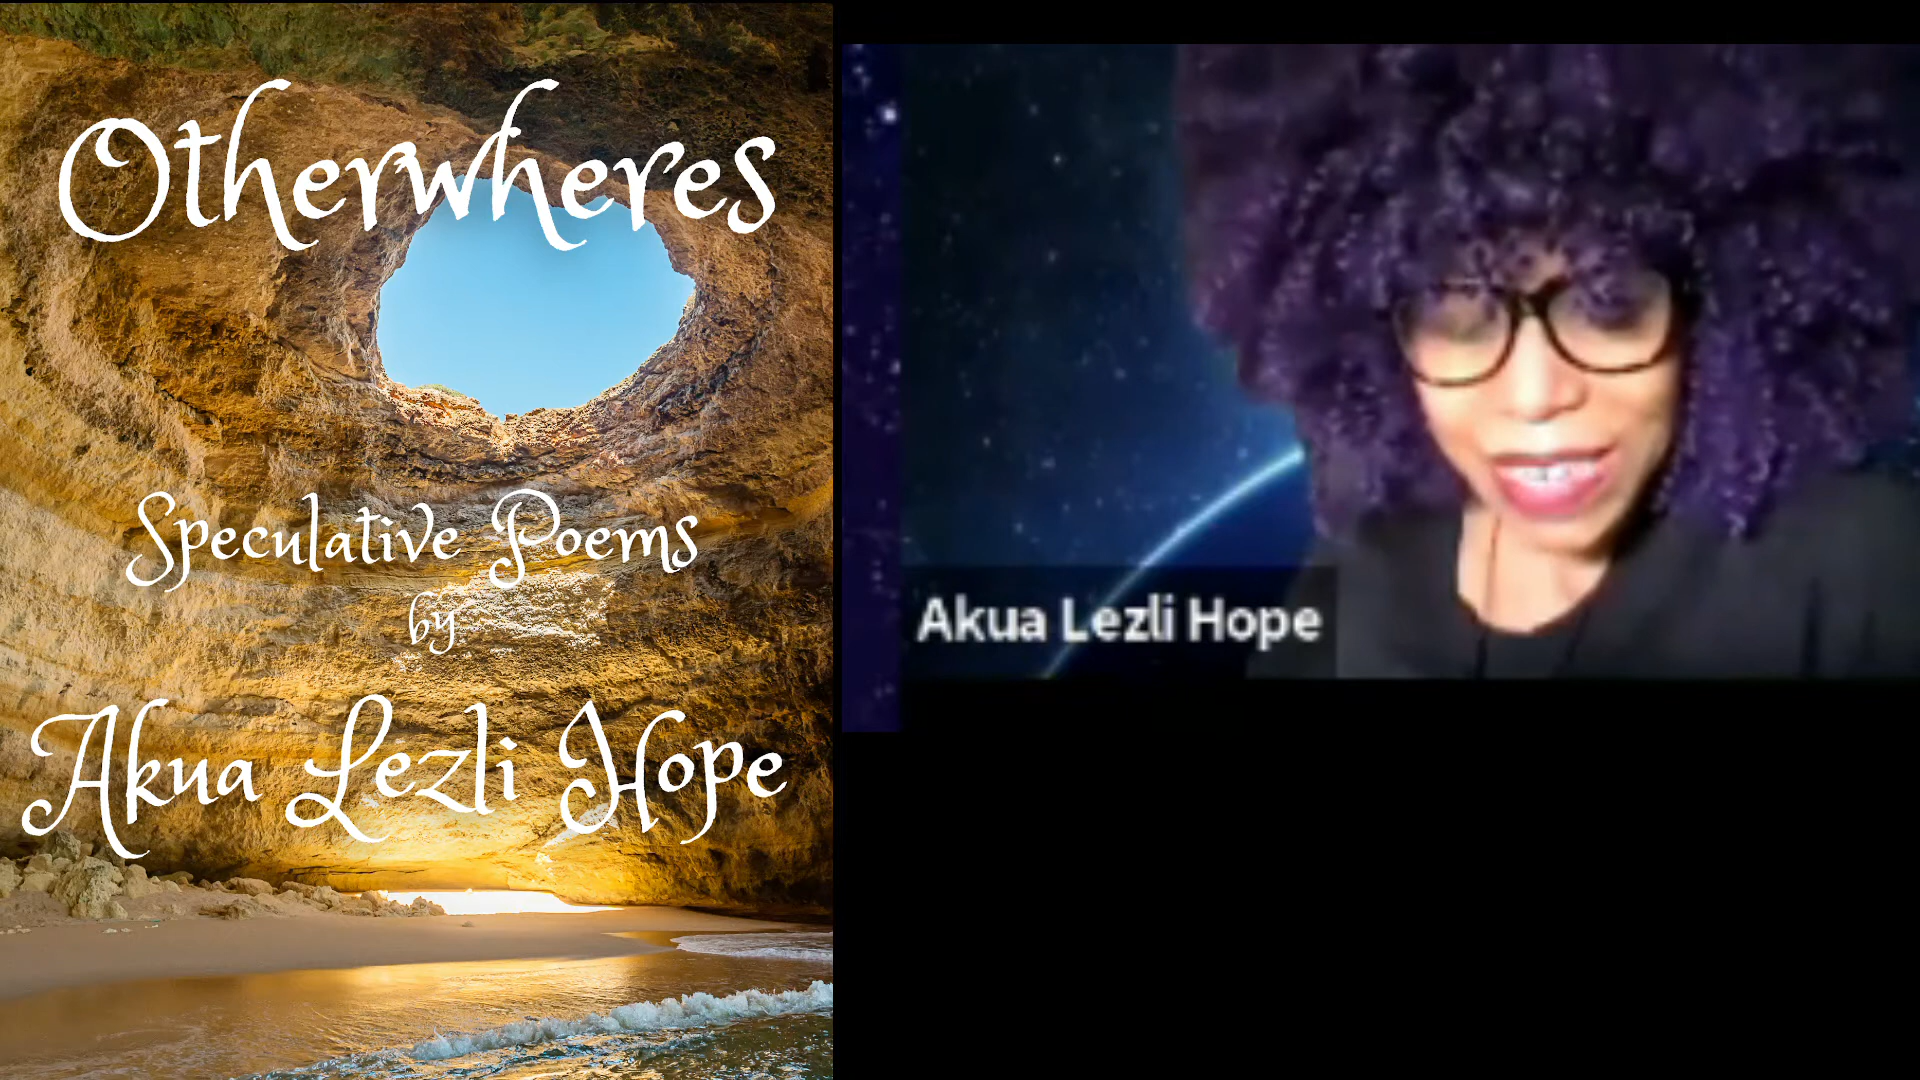 Otherwheres
Speculative Poems
by
Akua Lezli Hope
Akua Lezli Hope